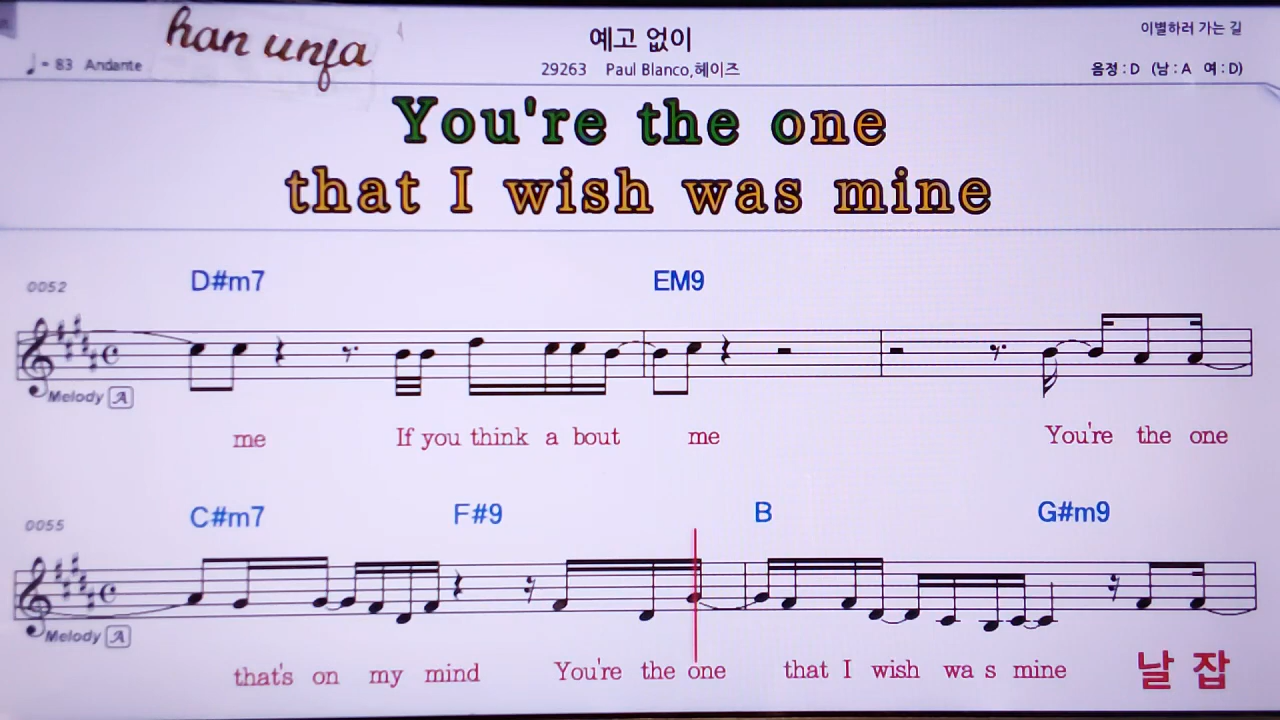 han unfa
예고 없이
이별하러 가는 길
♩= 83 Andante
29263 Paul Blanco,헤이즈
음정 : D (남 : A 여 : D)
You're the one
that I wish was mine
0052
D#m7 EM9
Melody A
me If you think a bout me You're the one
0055
C#m7 F#9 B G#m9
Melody A
that's on my mind You're the one that I wish wa s mine 날 잡